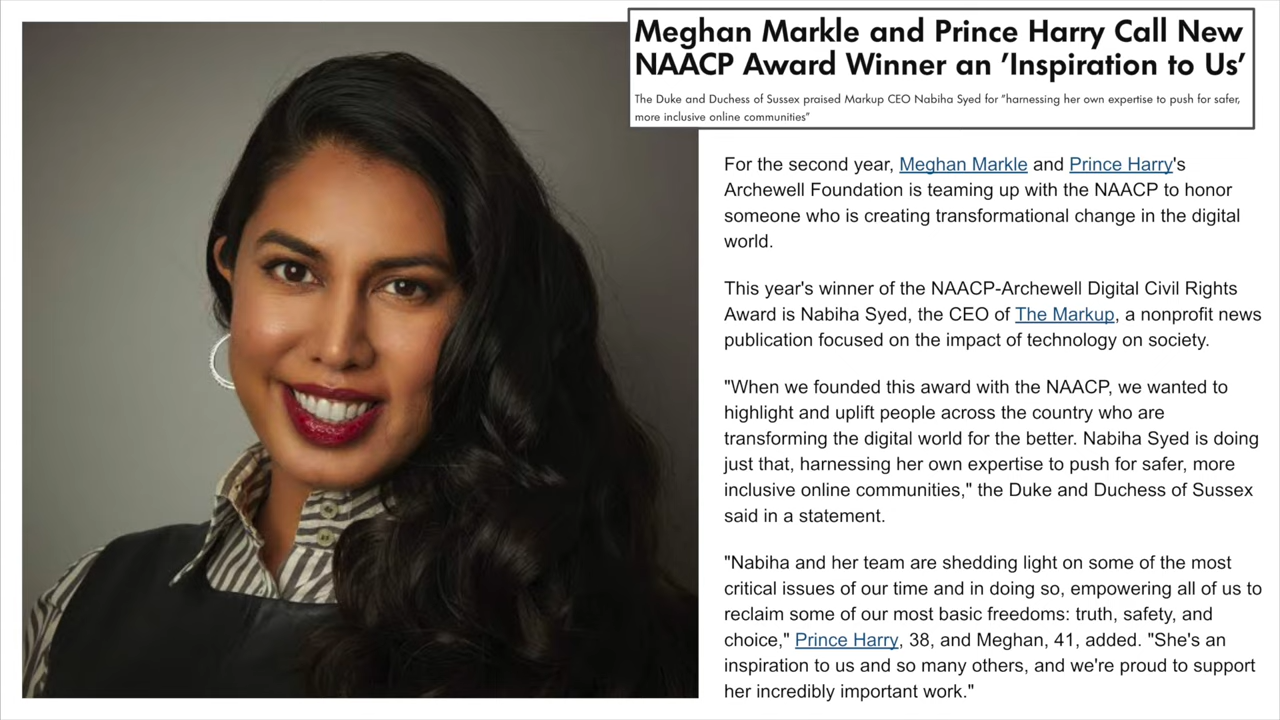 Meghan Markle and Prince Harry Call New
NAACP Award Winner an 'Inspiration to Us'
The Duke and Duchess of Sussex praised Markup CEO Nabiha Syed for "harnessing her own expertise to push for safer,
more inclusive online communities"
For the second year, Meghan Markle and Prince Harry's
Archewell Foundation is teaming up with the NAACP to honor
someone who is creating transformational change in the digital
world.
This year's winner of the NAACP-Archewell Digital Civil Rights
Award is Nabiha Syed, the CEO of The Markup, a nonprofit news
publication focused on the impact of technology on society.
"When we founded this award with the NAACP, we wanted to
highlight and uplift people across the country who are
transforming the digital world for the better. Nabiha Syed is doing
just that, harnessing her own expertise to push for safer, more
inclusive online communities," the Duke and Duchess of Sussex
said in a statement.
"Nabiha and her team are shedding light on some of the most
critical issues of our time and in doing so, empowering all of us to
reclaim some of our most basic freedoms: truth, safety, and
choice," Prince Harry, 38, and Meghan, 41, added. "She's an
inspiration to us and so many others, and we're proud to support
her incredibly important work."